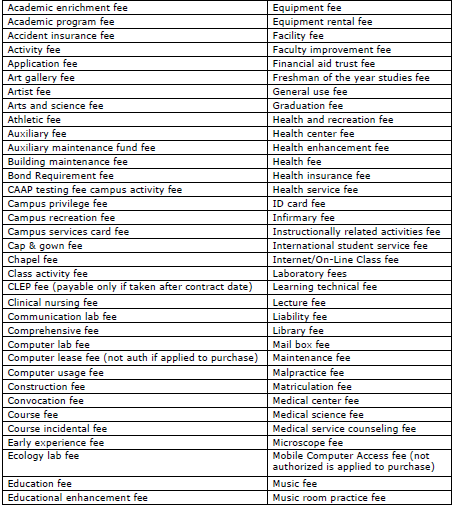 Academic enrichment fee
Equipment fee
Academic program fee
Equipment rental fee
Accident insurance fee
Facility fee
Activity fee
Faculty improvement fee
Application fee
Financial aid trust fee
Art gallery fee
Freshman of the year studies fee
Artist fee
General use fee
Arts and science fee
Graduation fee
Athletic fee
Health and recreation fee
Auxiliary fee
Health center fee
Auxiliary maintenance fund fee
Health enhancement fee
Building maintenance fee
Health fee
Bond Requirement fee
Health insurance fee
CAAP testing fee campus activity fee
Health service fee
Campus privilege fee
ID card fee
Campus recreation fee
Infirmary fee
Campus services card fee
Instructionally related activities fee
Cap & gown fee
International student service fee
Chapel fee
Internet/On-Line Class fee
Class activity fee
Laboratory fees
CLEP fee (payable only if taken after contract date)
Learning technical fee
Clinical nursing fee
Lecture fee
Communication lab fee
Liability fee
Comprehensive fee
Library fee
Computer lab fee
Mail box fee
Computer lease fee (not auth if applied to purchase)
Maintenance fee
Computer usage fee
Malpractice fee
Construction fee
Matriculation fee
Convocation fee
Medical center fee
Course fee
Medical science fee
Course incidental fee
Medical service counseling fee
Early experience fee
Microscope fee
Ecology lab fee
Mobile Computer Access fee (not
authorized is applied to purchase)
Education fee
Music fee
Educational enhancement fee
Music room practice fee